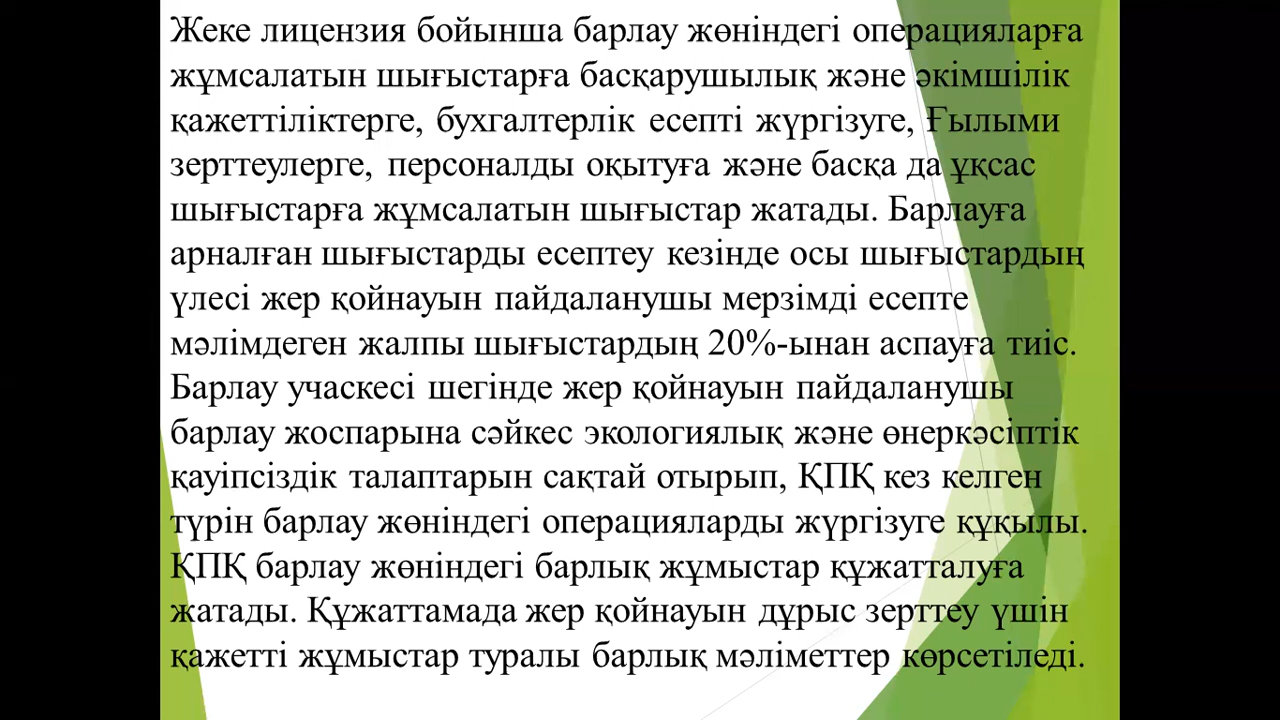 Жеке лицензия бойынша барлау жөніндегі операцияларға
жұмсалатын шығыстарға басқарушылық және әкімшілік
қажеттіліктерге, бухгалтерлік есепті жүргізуге, Ғылыми
зерттеулерге, персоналды оқытуға және басқа да ұқсас
шығыстарға жұмсалатын шығыстар жатады. Барлауға
арналған шығыстарды есептеу кезінде осы шығыстардың
үлесі жер қойнауын пайдаланушы мерзімді есепте
мәлімдеген жалпы шығыстардың 20%-ынан аспауға тиіс.
Барлау учаскесі шегінде жер қойнауын пайдаланушы
барлау жоспарына сәйкес экологиялық және өнеркәсіптік
қауіпсіздік талаптарын сақтай отырып, ҚПҚ кез келген
түрін барлау жөніндегі операцияларды жүргізуге құқылы.
ҚПҚ барлау жөніндегі барлық жұмыстар құжатталуға
жатады. Құжаттамада жер қойнауын дұрыс зерттеу үшін
қажетті жұмыстар туралы барлық мәліметтер көрсетіледі.